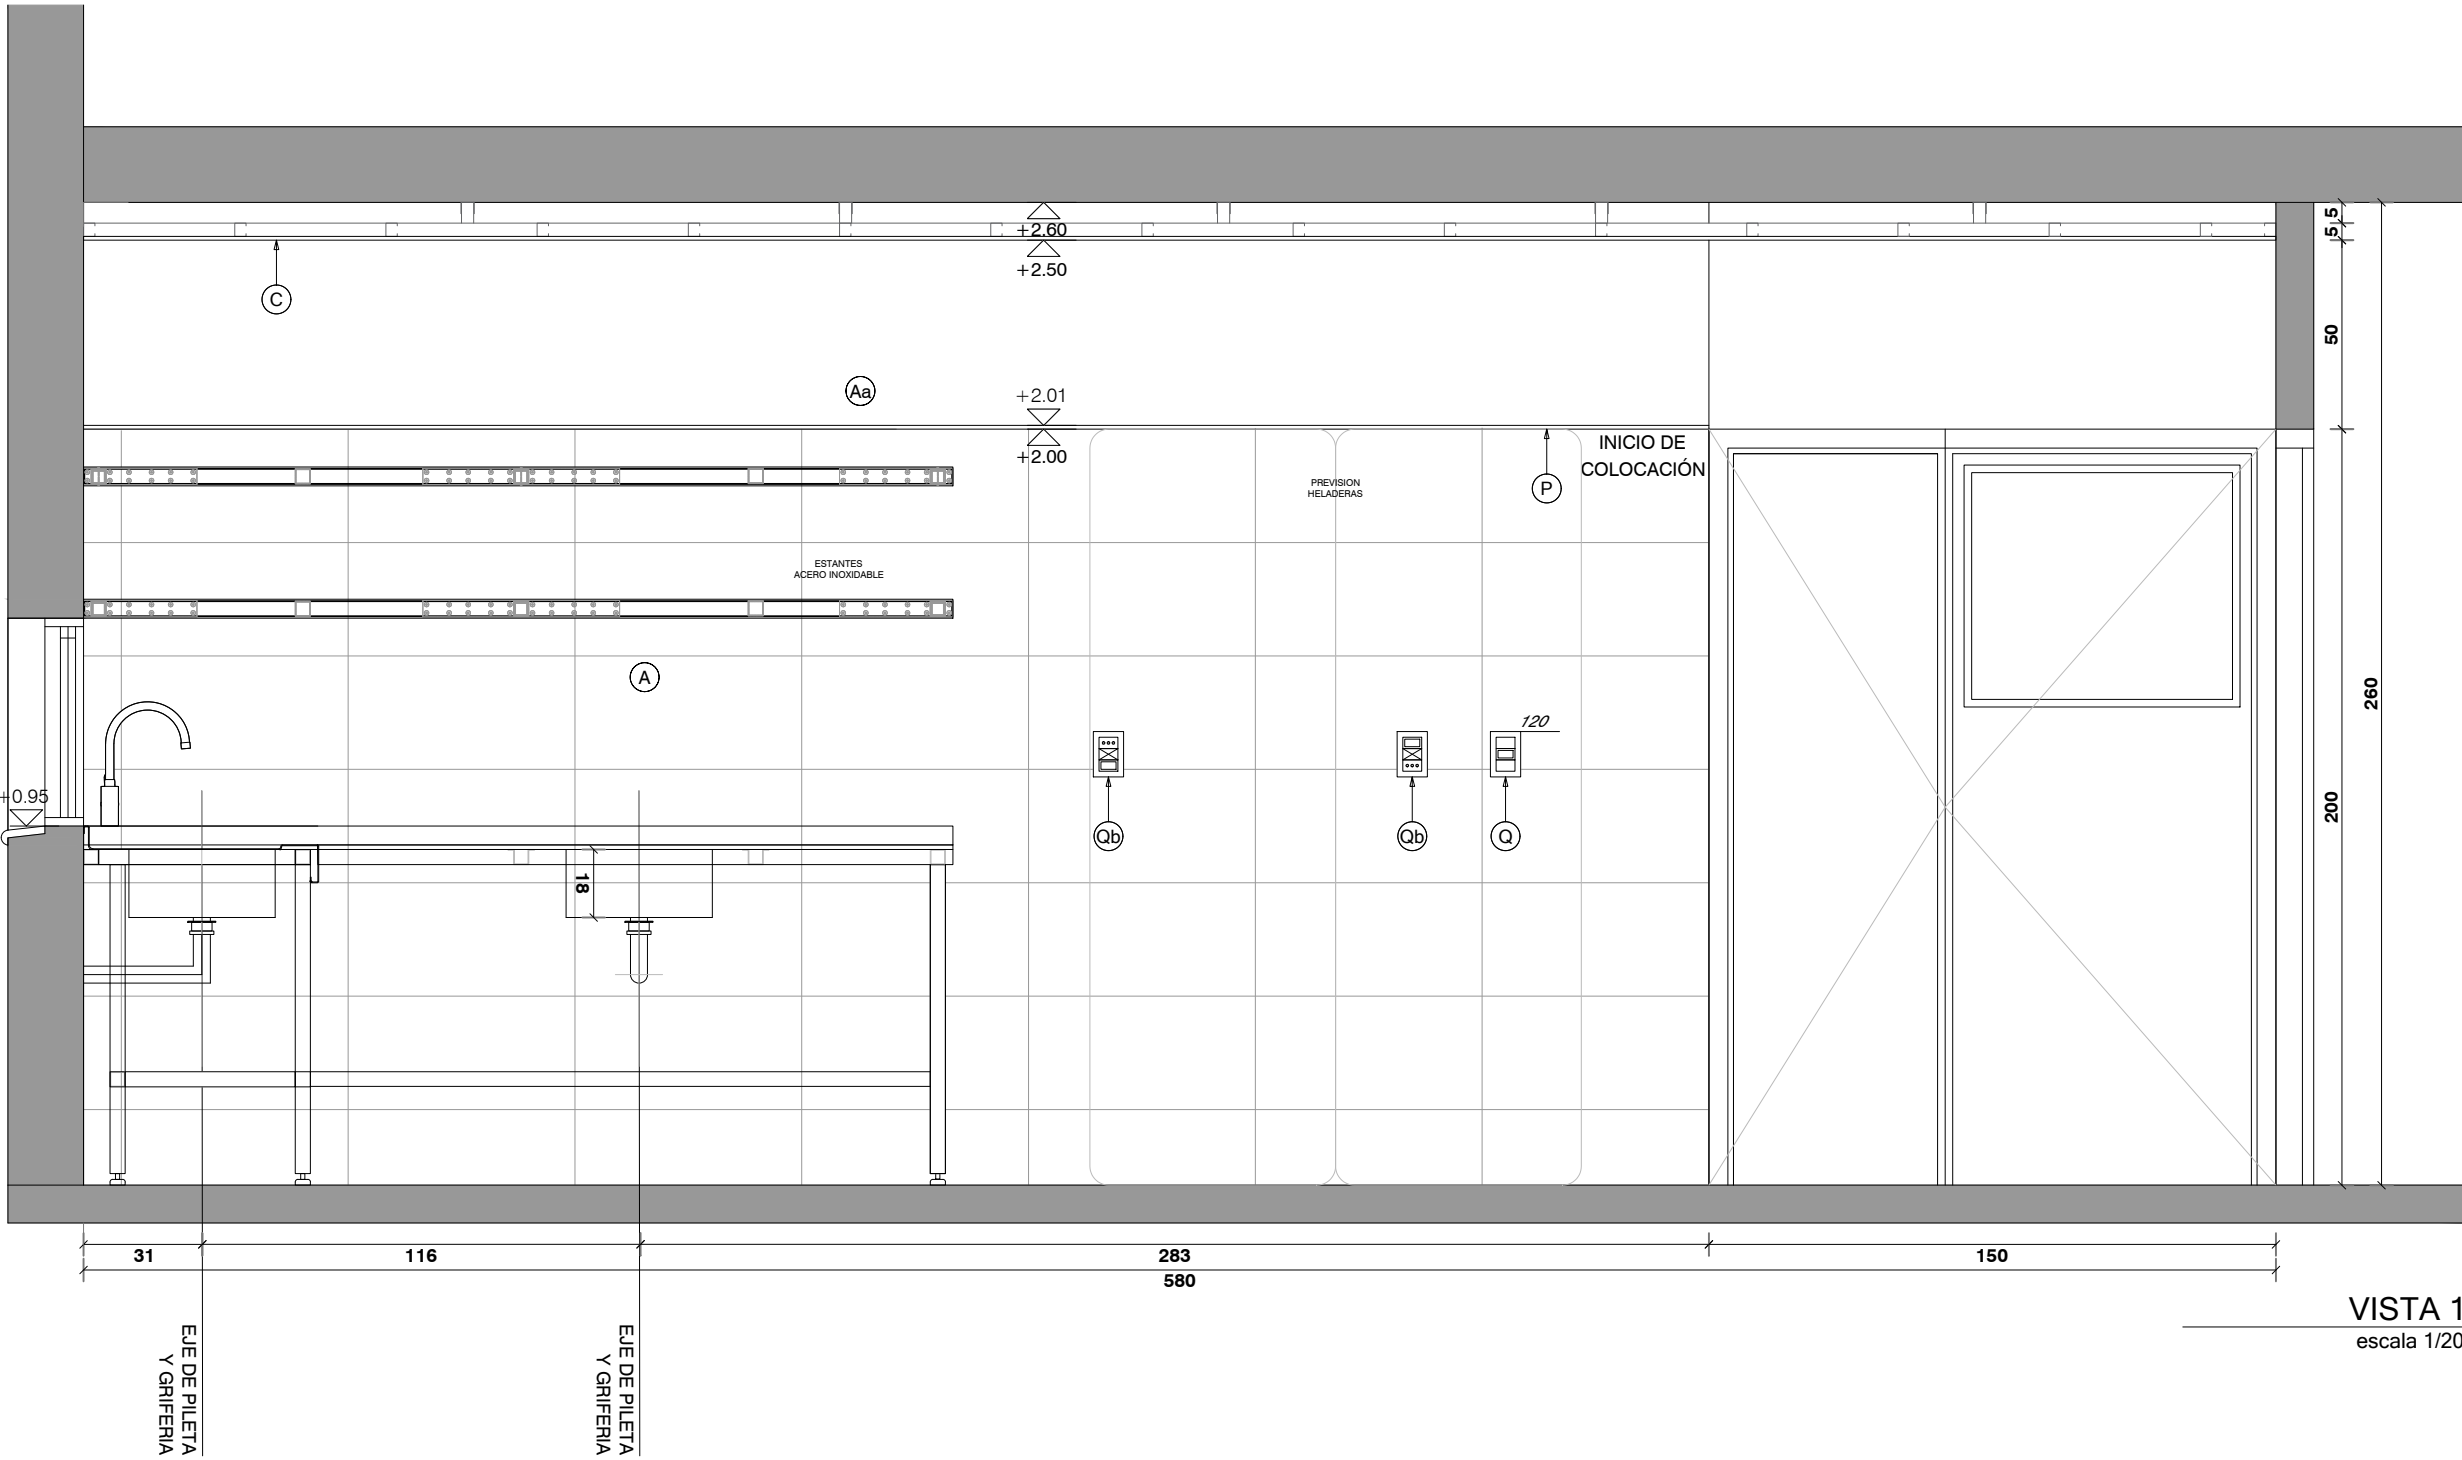 +2.60
5
5
+2.50
C
50
Aa
+2.01
+2.00
INICIO DE
COLOCACIÓN
P
PREVISION
HELADERAS
ESTANTES
ACERO INOXIDABLE
A
260
120
+0.95
200
Qb
Qb
Q
18
31
116
283
150
580
VISTA 1
escala 1/20
EJE DE PILETA
Y GRIFERIA
EJE DE PILETA
Y GRIFERIA